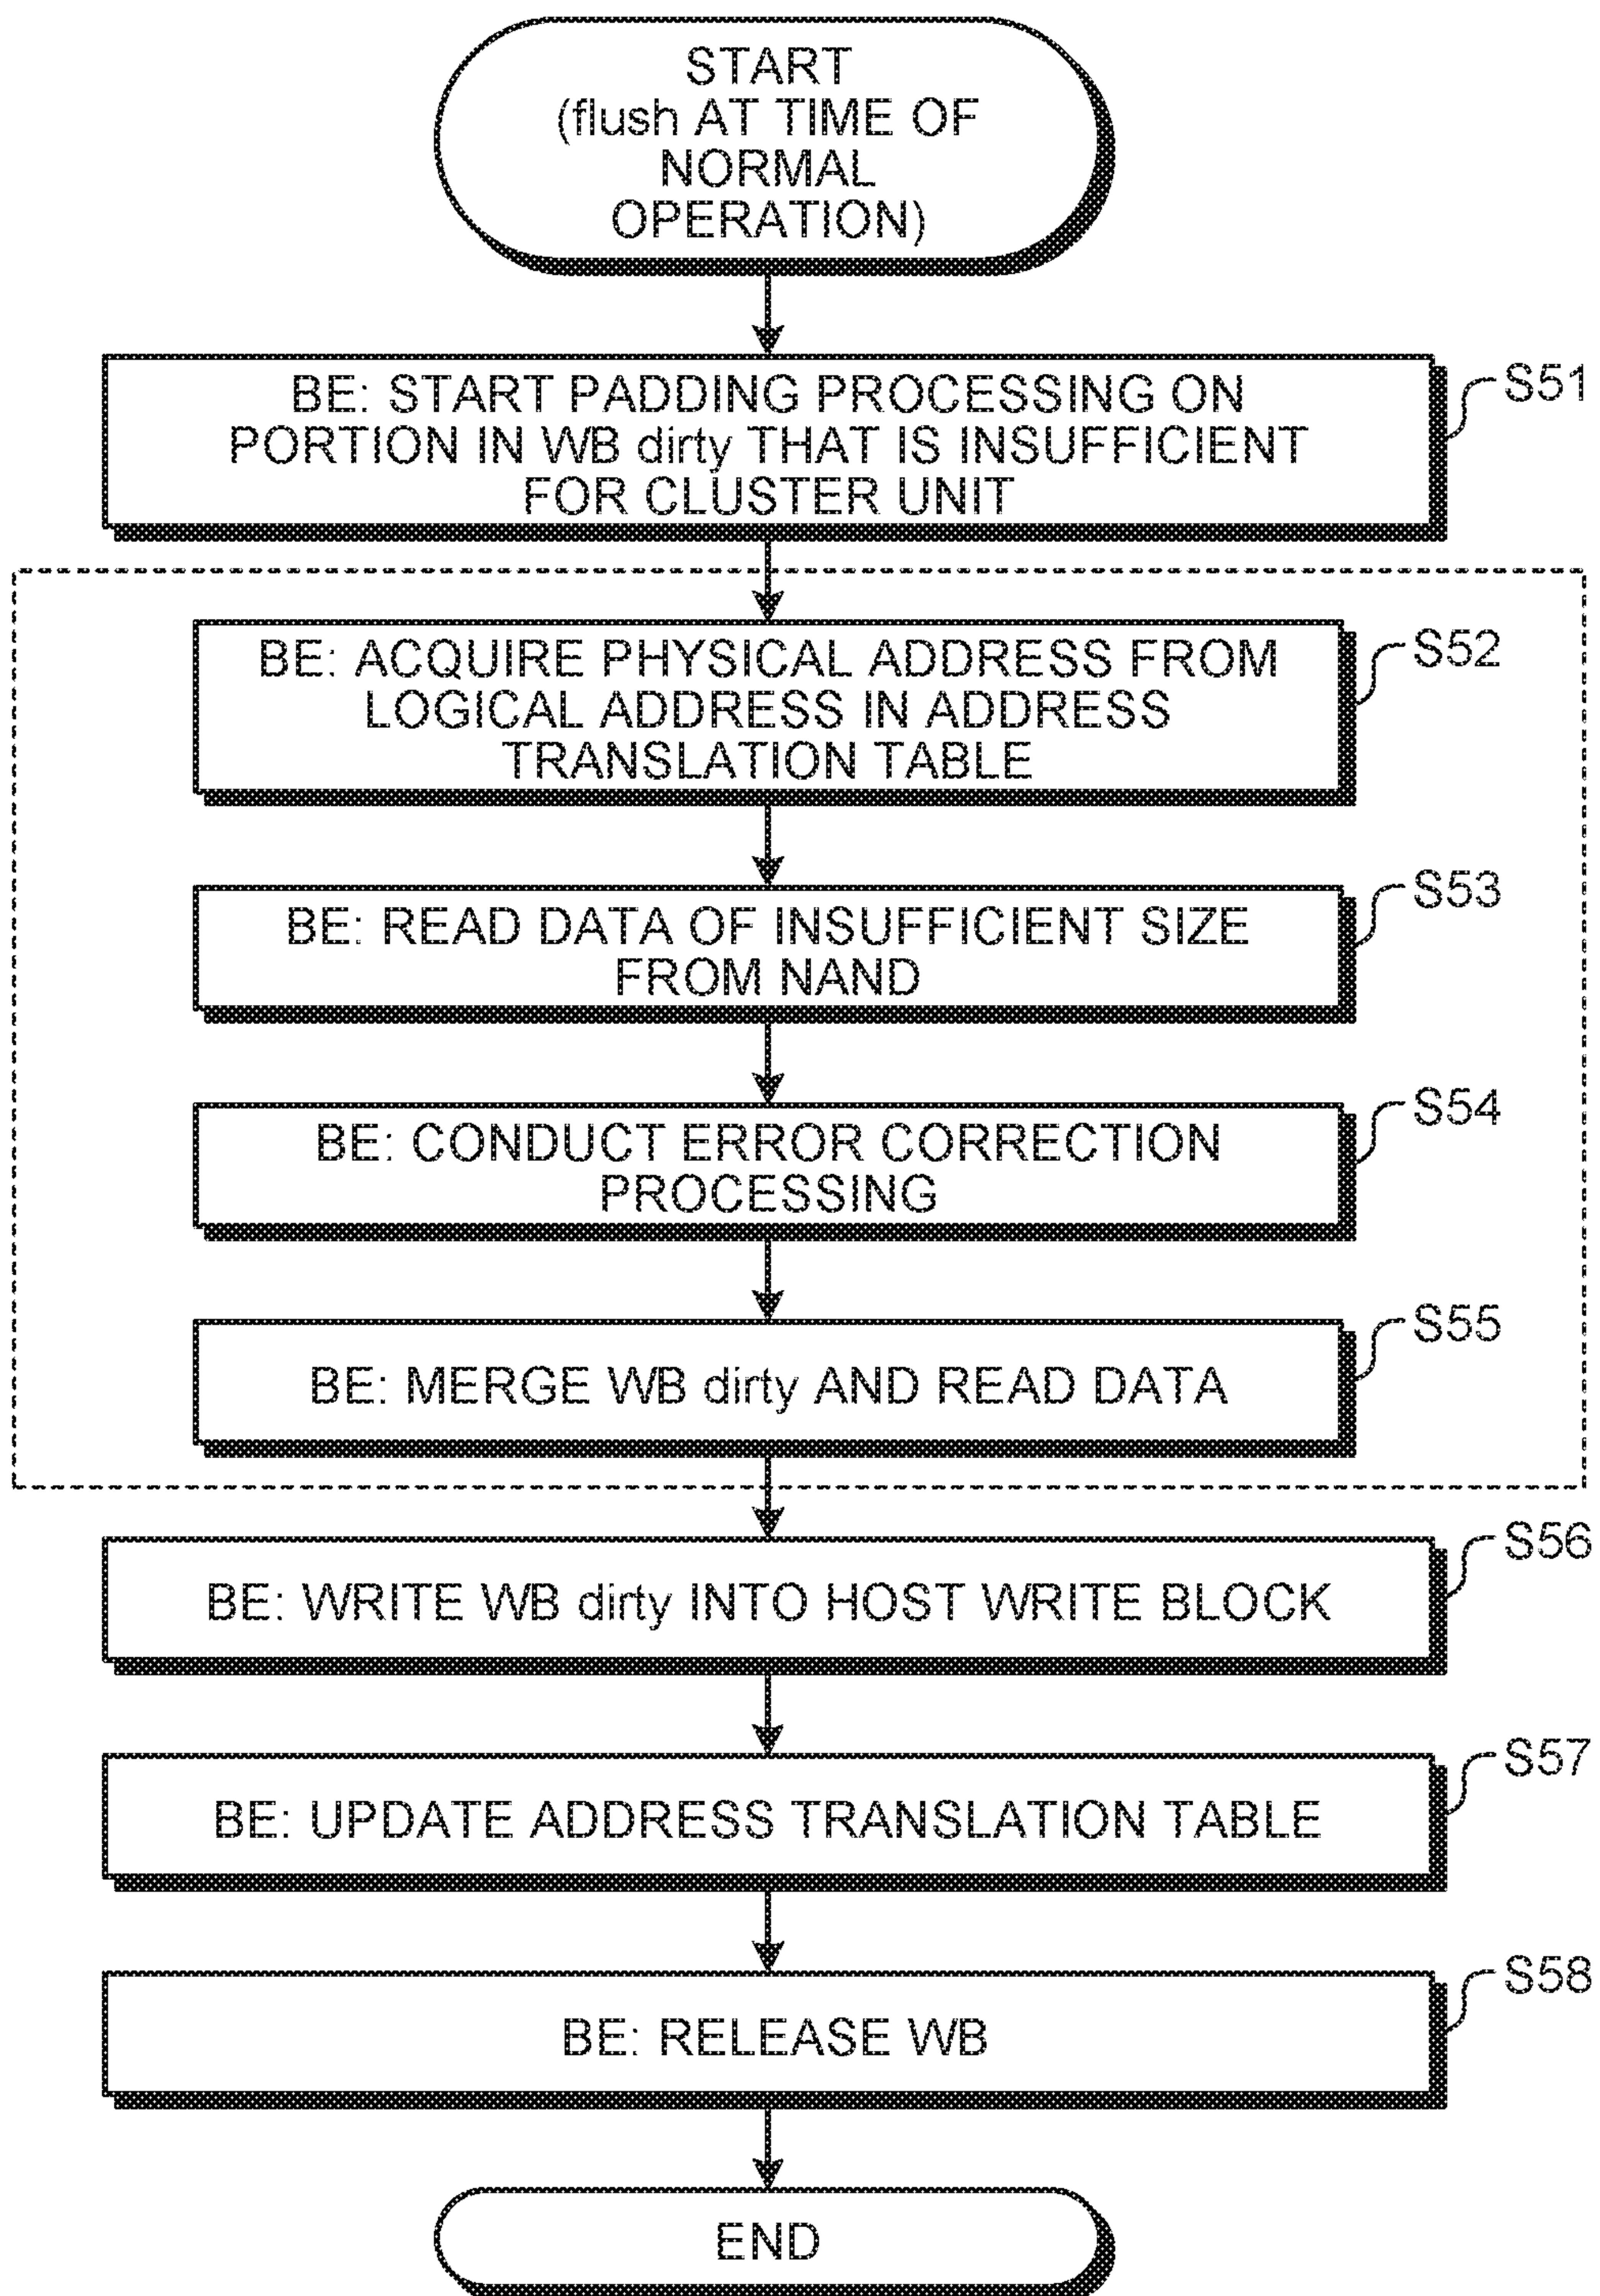 START
(flush AT TIME OF
NORMAL
OPERATION)
BE: START PADDING PROCESSING ON
PORTION IN WB dirty THAT IS INSUFFICIENT
FOR CLUSTER UNIT
S51
BE: ACQUIRE PHYSICAL ADDRESS FROM
LOGICAL ADDRESS IN ADDRESS
TRANSLATION TABLE
S52
BE: READ DATA OF INSUFFICIENT SIZE
FROM NAND
S53
BE: CONDUCT ERROR CORRECTION
PROCESSING
S54
BE: MERGE WB dirty AND READ DATA
S55
BE: WRITE WB dirty INTO HOST WRITE BLOCK
S56
BE: UPDATE ADDRESS TRANSLATION TABLE
S57
BE: RELEASE WB
S58
END